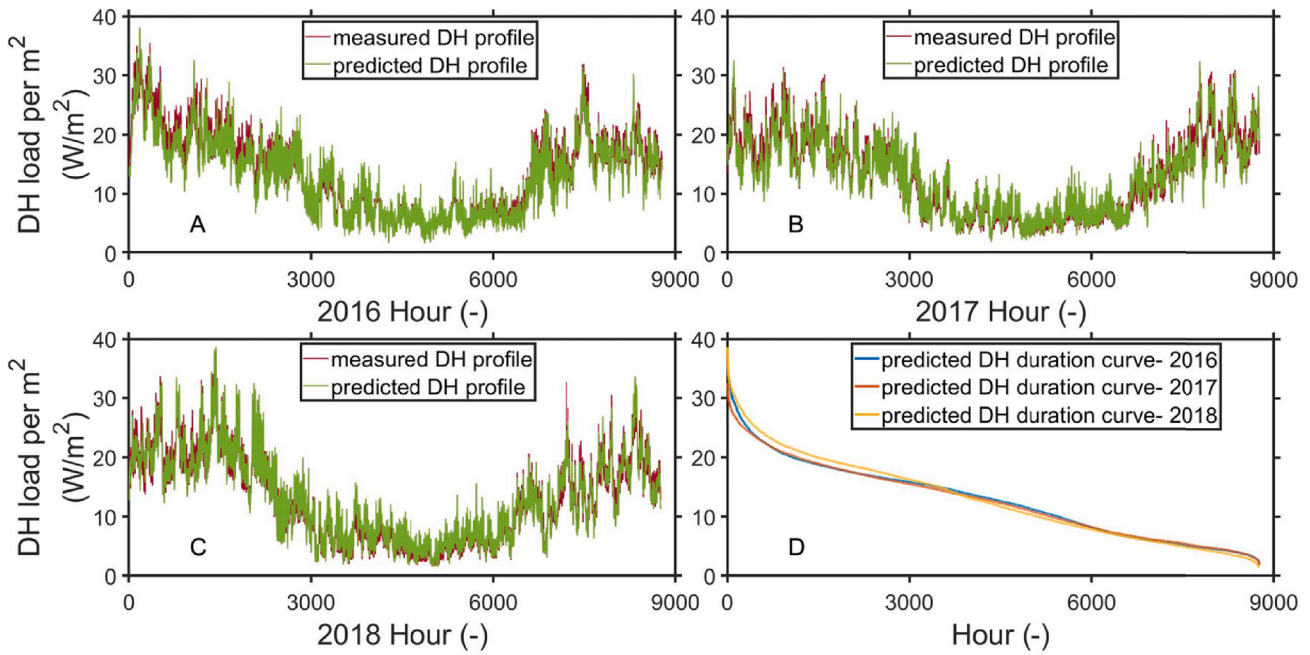 DH load per m2
(W/m2)
40
30
20
10
0
measured DH profile
predicted DH profile
A
0
3000
6000
9000
2016 Hour (-)
40
30
20
10
0
measured DH profile
predicted DH profile
B
0
3000
6000
9000
2017 Hour (-)
DH load per m2
(W/m2)
40
30
20
10
0
measured DH profile
predicted DH profile
C
0
3000
6000
9000
2018 Hour (-)
40
30
20
10
0
predicted DH duration curve- 2016
predicted DH duration curve- 2017
predicted DH duration curve- 2018
D
0
3000
6000
9000
Hour (-)